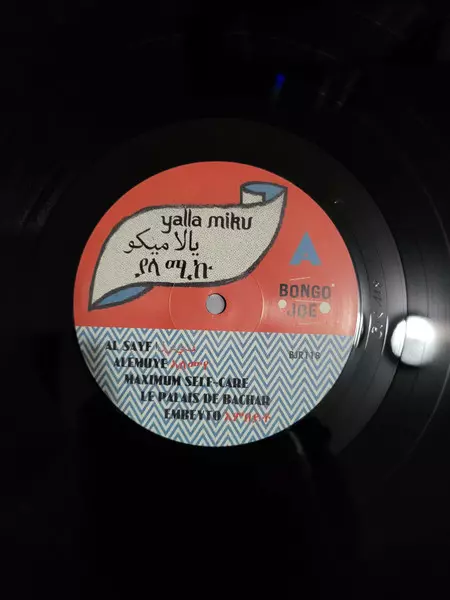 yalla miku
يالا ميكو
ያላ ሚኩ
A
BONGO
JOE
AL SAYF
ALEMUYE
MAXIMUM SELF-CARE
LE PALAIS DE BACHAR
EMBEYTO